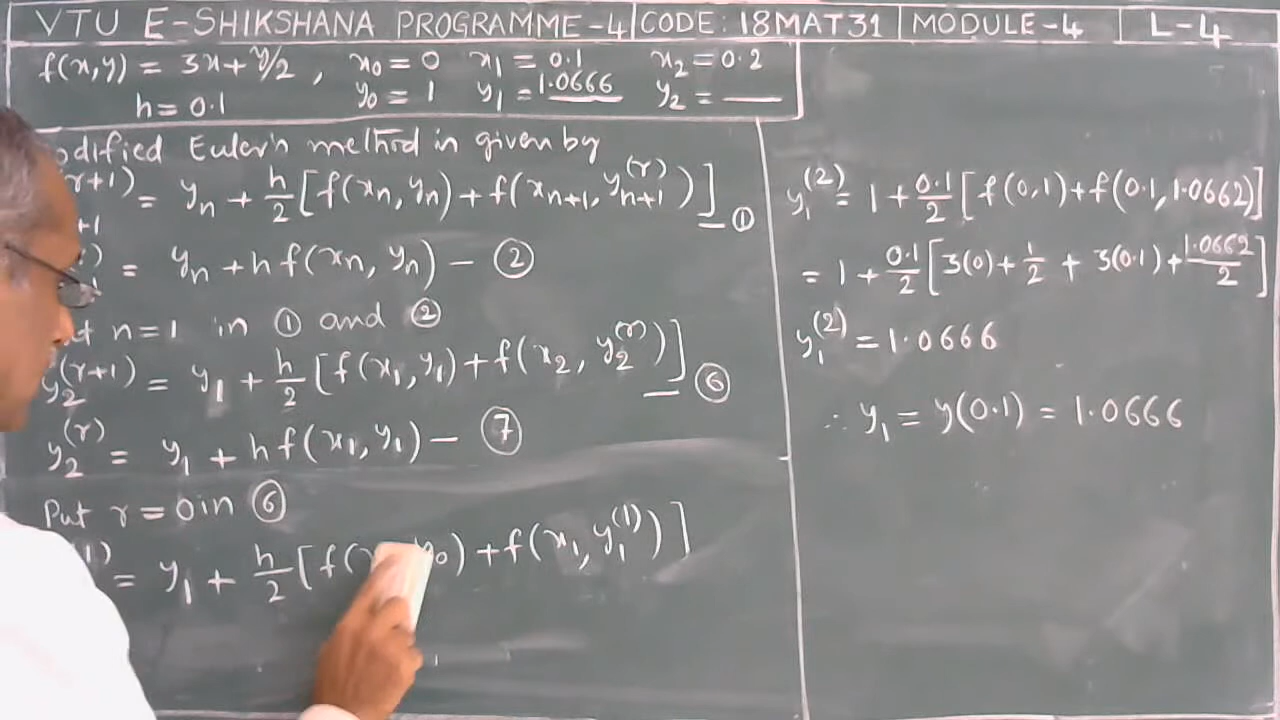 VTU E-SHIKSHANA PROGRAMME-4 | CODE: 18MAT31 | MODULE-4 | L-4
f(x,y) = 3x + y/2 , x₀ = 0 x₁ = 0.1 x₂ = 0.2
h = 0.1 y₀ = 1 y₁ = 1.0666 y₂ = ___
odified Euler's method in given by
r+1) = yₙ + h/2 [f(xₙ, yₙ) + f(xₙ₊₁, yₙ₊₁^(r))] — ①
+1
) = yₙ + h f(xₙ, yₙ) — ②
t n=1 in ① and ②
y₂^(r+1) = y₁ + h/2 [f(x₁, y₁) + f(x₂, y₂^(r))] — ⑥
y₂^(r) = y₁ + h f(x₁, y₁) — ⑦
Put r = 0 in ⑥
1) = y₁ + h/2 [f(x y₀) + f(x₁, y₁^(1))]
y₁^(2) = 1 + 0.1/2 [f(0,1) + f(0.1, 1.0662)]
= 1 + 0.1/2 [3(0) + 1/2 + 3(0.1) + 1.0662/2]
y₁^(2) = 1.0666
∴ y₁ = y(0.1) = 1.0666